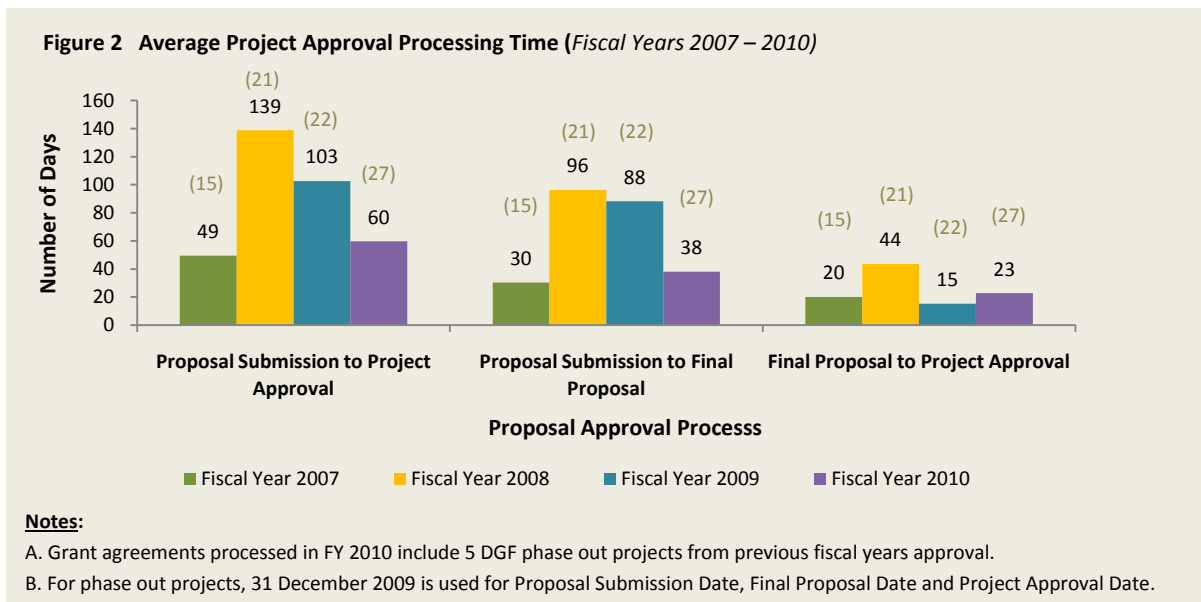 Figure 2 Average Project Approval Processing Time (Fiscal Years 2007 – 2010)
Number of Days
160
140
120
100
80
60
40
20
0
(15)
49
(21)
139
(22)
103
(27)
60
(15)
30
(21)
96
(22)
88
(27)
38
(15)
20
(21)
44
(22)
15
(27)
23
Proposal Submission to Project
Approval
Proposal Submission to Final
Proposal
Final Proposal to Project Approval
Proposal Approval Processs
Fiscal Year 2007
Fiscal Year 2008
Fiscal Year 2009
Fiscal Year 2010
Notes:
A. Grant agreements processed in FY 2010 include 5 DGF phase out projects from previous fiscal years approval.
B. For phase out projects, 31 December 2009 is used for Proposal Submission Date, Final Proposal Date and Project Approval Date.